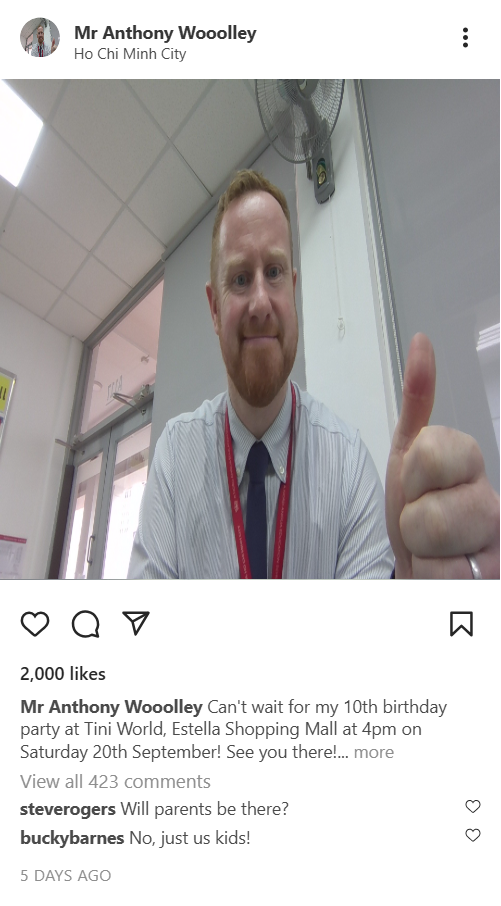 Mr Anthony Wooolley
Ho Chi Minh City
2,000 likes
Mr Anthony Wooolley Can't wait for my 10th birthday
party at Tini World, Estella Shopping Mall at 4pm on
Saturday 20th September! See you there!... more
View all 423 comments
steverogers Will parents be there?
buckybarnes No, just us kids!
5 DAYS AGO